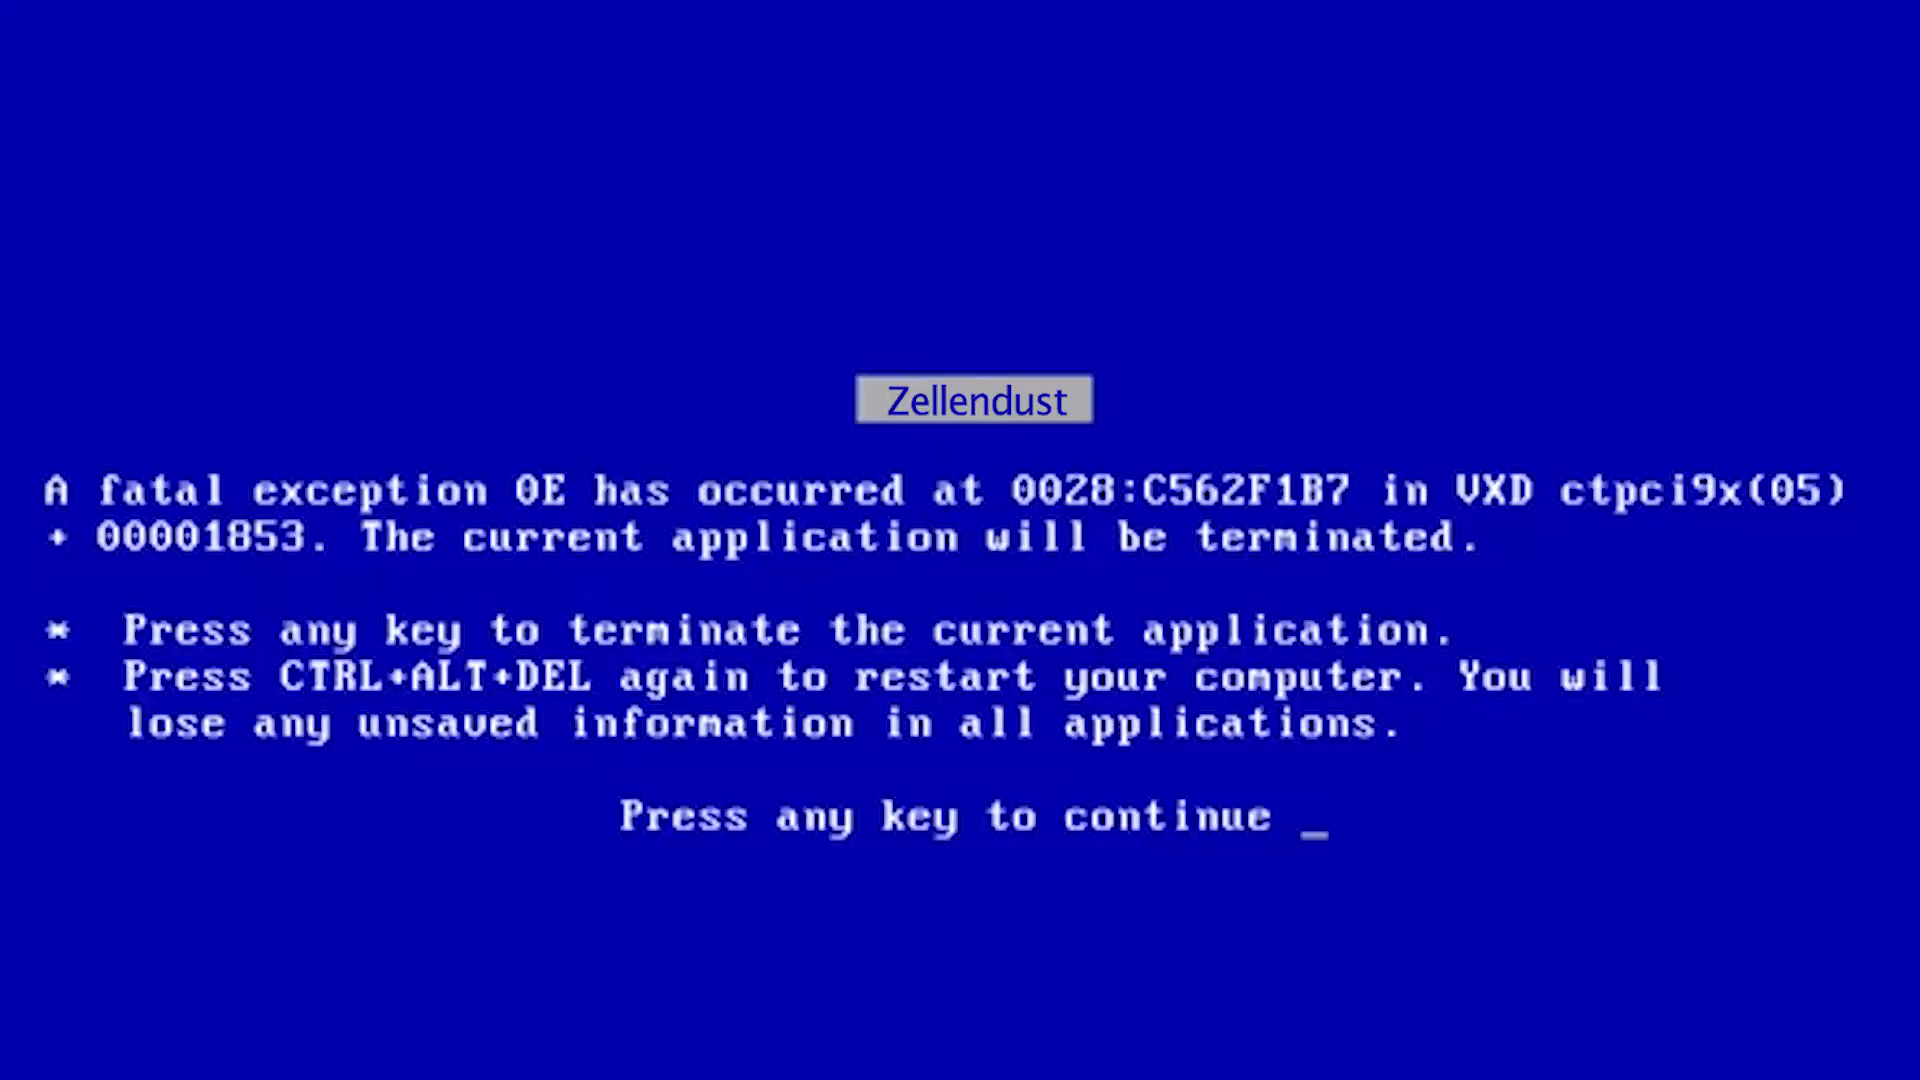 Zellendust
A fatal exception 0E has occurred at 0028:C562F1B7 in VXD ctpci9x(05)
+ 00001853. The current application will be terminated.
* Press any key to terminate the current application.
* Press CTRL+ALT+DEL again to restart your computer. You will
lose any unsaved information in all applications.
Press any key to continue _